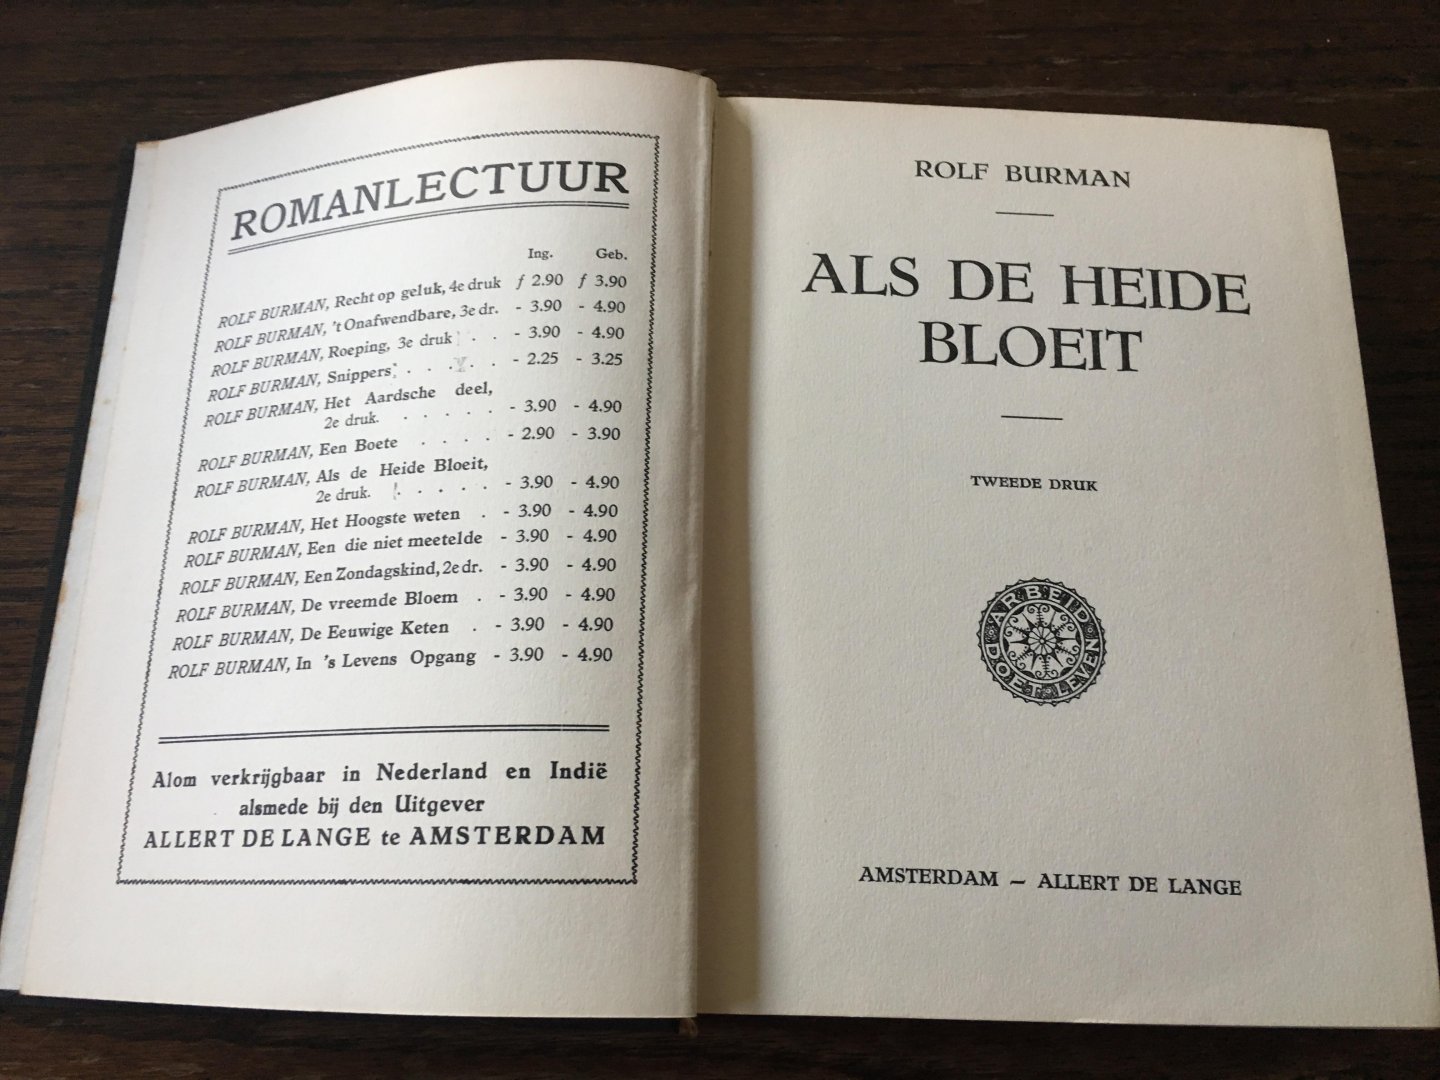 ROMANLECTUUR
Ing. Geb.
ROLF BURMAN, Recht op geluk, 4e druk ƒ 2.90 ƒ 3.90
ROLF BURMAN, 't Onafwendbare, 3e dr. - 3.90 - 4.90
ROLF BURMAN, Roeping, 3e druk . . - 3.90 - 4.90
ROLF BURMAN, Snippers . . . . . - 2.25 - 3.25
ROLF BURMAN, Het Aardsche deel,
2e druk. . . . . . - 3.90 - 4.90
ROLF BURMAN, Een Boete . . . . - 2.90 - 3.90
ROLF BURMAN, Als de Heide Bloeit,
2e druk. . . . . . - 3.90 - 4.90
ROLF BURMAN, Het Hoogste weten . - 3.90 - 4.90
ROLF BURMAN, Een die niet meetelde - 3.90 - 4.90
ROLF BURMAN, Een Zondagskind, 2e dr. - 3.90 - 4.90
ROLF BURMAN, De vreemde Bloem . - 3.90 - 4.90
ROLF BURMAN, De Eeuwige Keten . - 3.90 - 4.90
ROLF BURMAN, In 's Levens Opgang - 3.90 - 4.90
Alom verkrijgbaar in Nederland en Indië
alsmede bij den Uitgever
ALLERT DE LANGE te AMSTERDAM
ROLF BURMAN
ALS DE HEIDE
BLOEIT
TWEEDE DRUK
ARBEID DOET LEVEN
AMSTERDAM – ALLERT DE LANGE